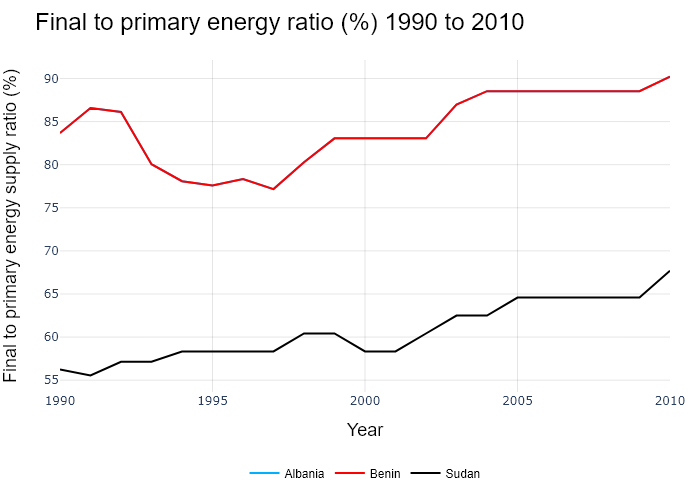 Final to primary energy ratio (%) 1990 to 2010
Final to primary energy supply ratio (%)
90
85
80
75
70
65
60
55
1990 1995 2000 2005 2010
Year
Albania Benin Sudan